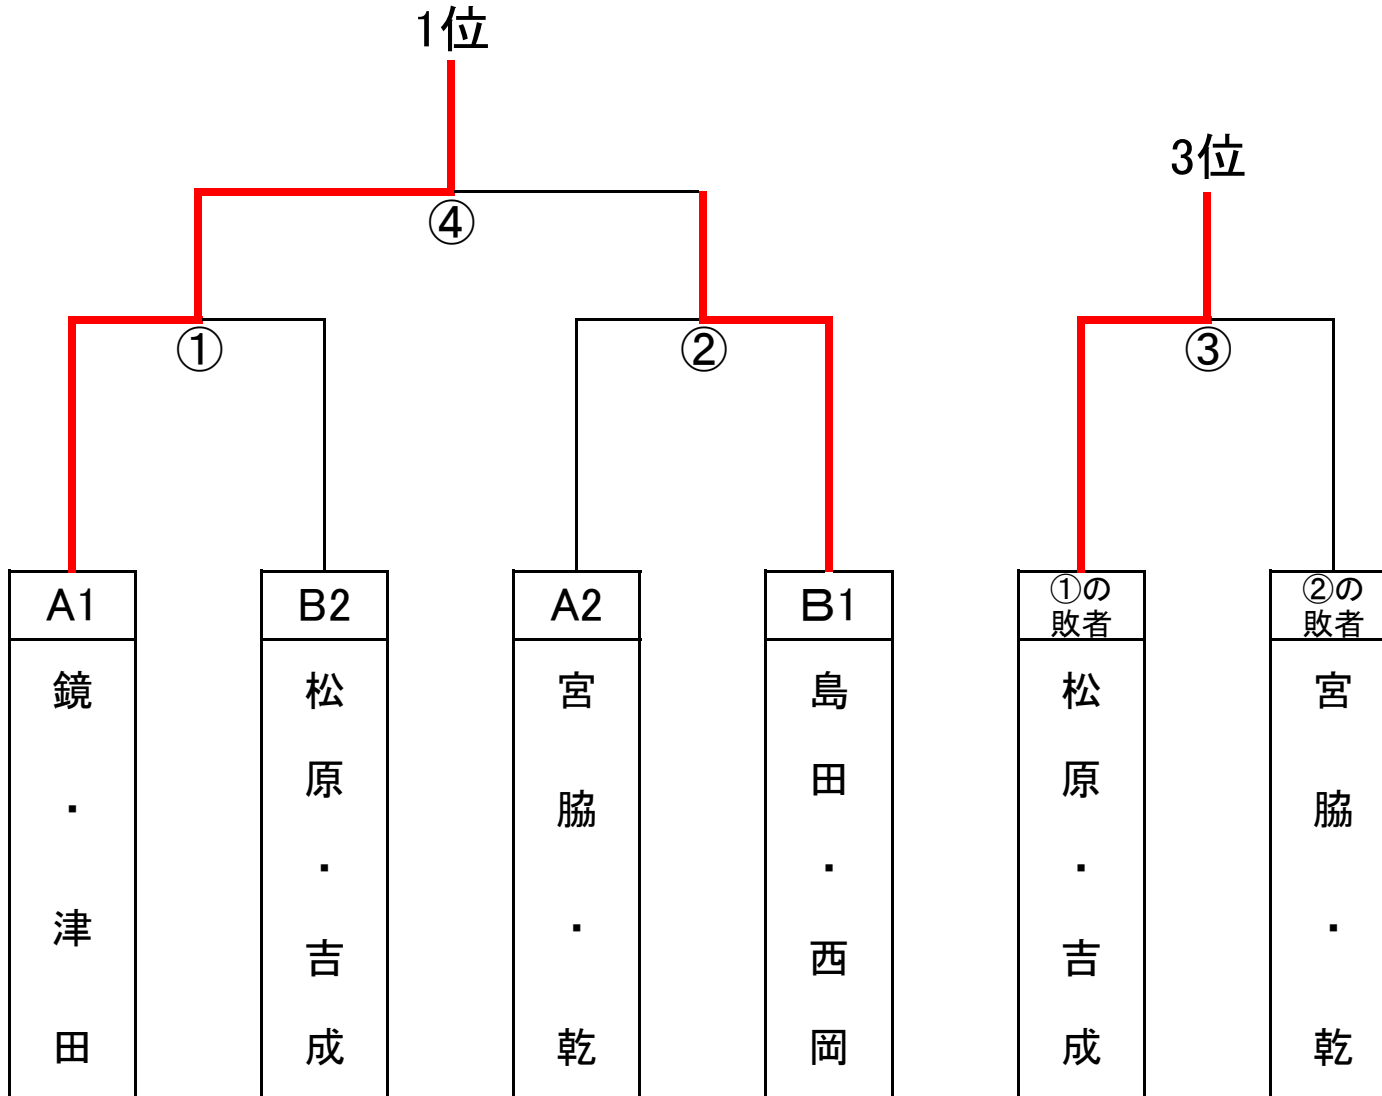 1位
3位
④
①
②
③
A1
B2
A2
B1
①の
敗者
②の
敗者
鏡・津田
松原・吉成
宮脇・乾
島田・西岡
松原・吉成
宮脇・乾